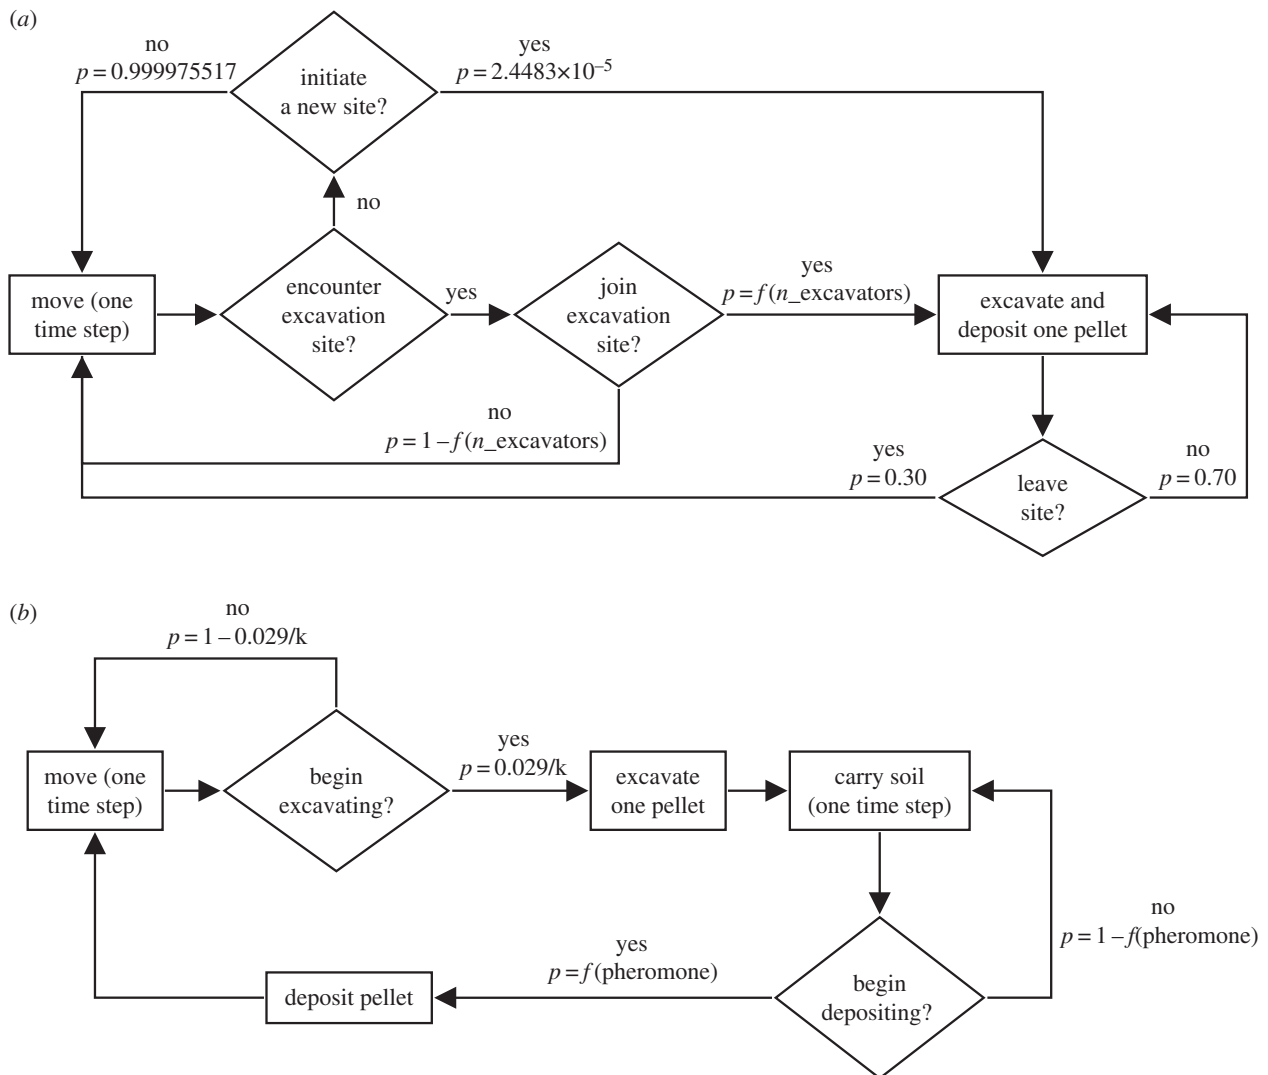 (a)
no
p = 0.999975517
yes
p = 2.4483×10⁻⁵
initiate
a new site?
no
move (one
time step)
encounter
excavation
site?
yes
join
excavation
site?
yes
p = f (n_excavators)
excavate and
deposit one pellet
no
p = 1 – f (n_excavators)
yes
p = 0.30
no
p = 0.70
leave
site?
(b)
no
p = 1 – 0.029/k
move (one
time step)
begin
excavating?
yes
p = 0.029/k
excavate
one pellet
carry soil
(one time step)
no
p = 1 – f(pheromone)
yes
p = f (pheromone)
deposit pellet
begin
depositing?